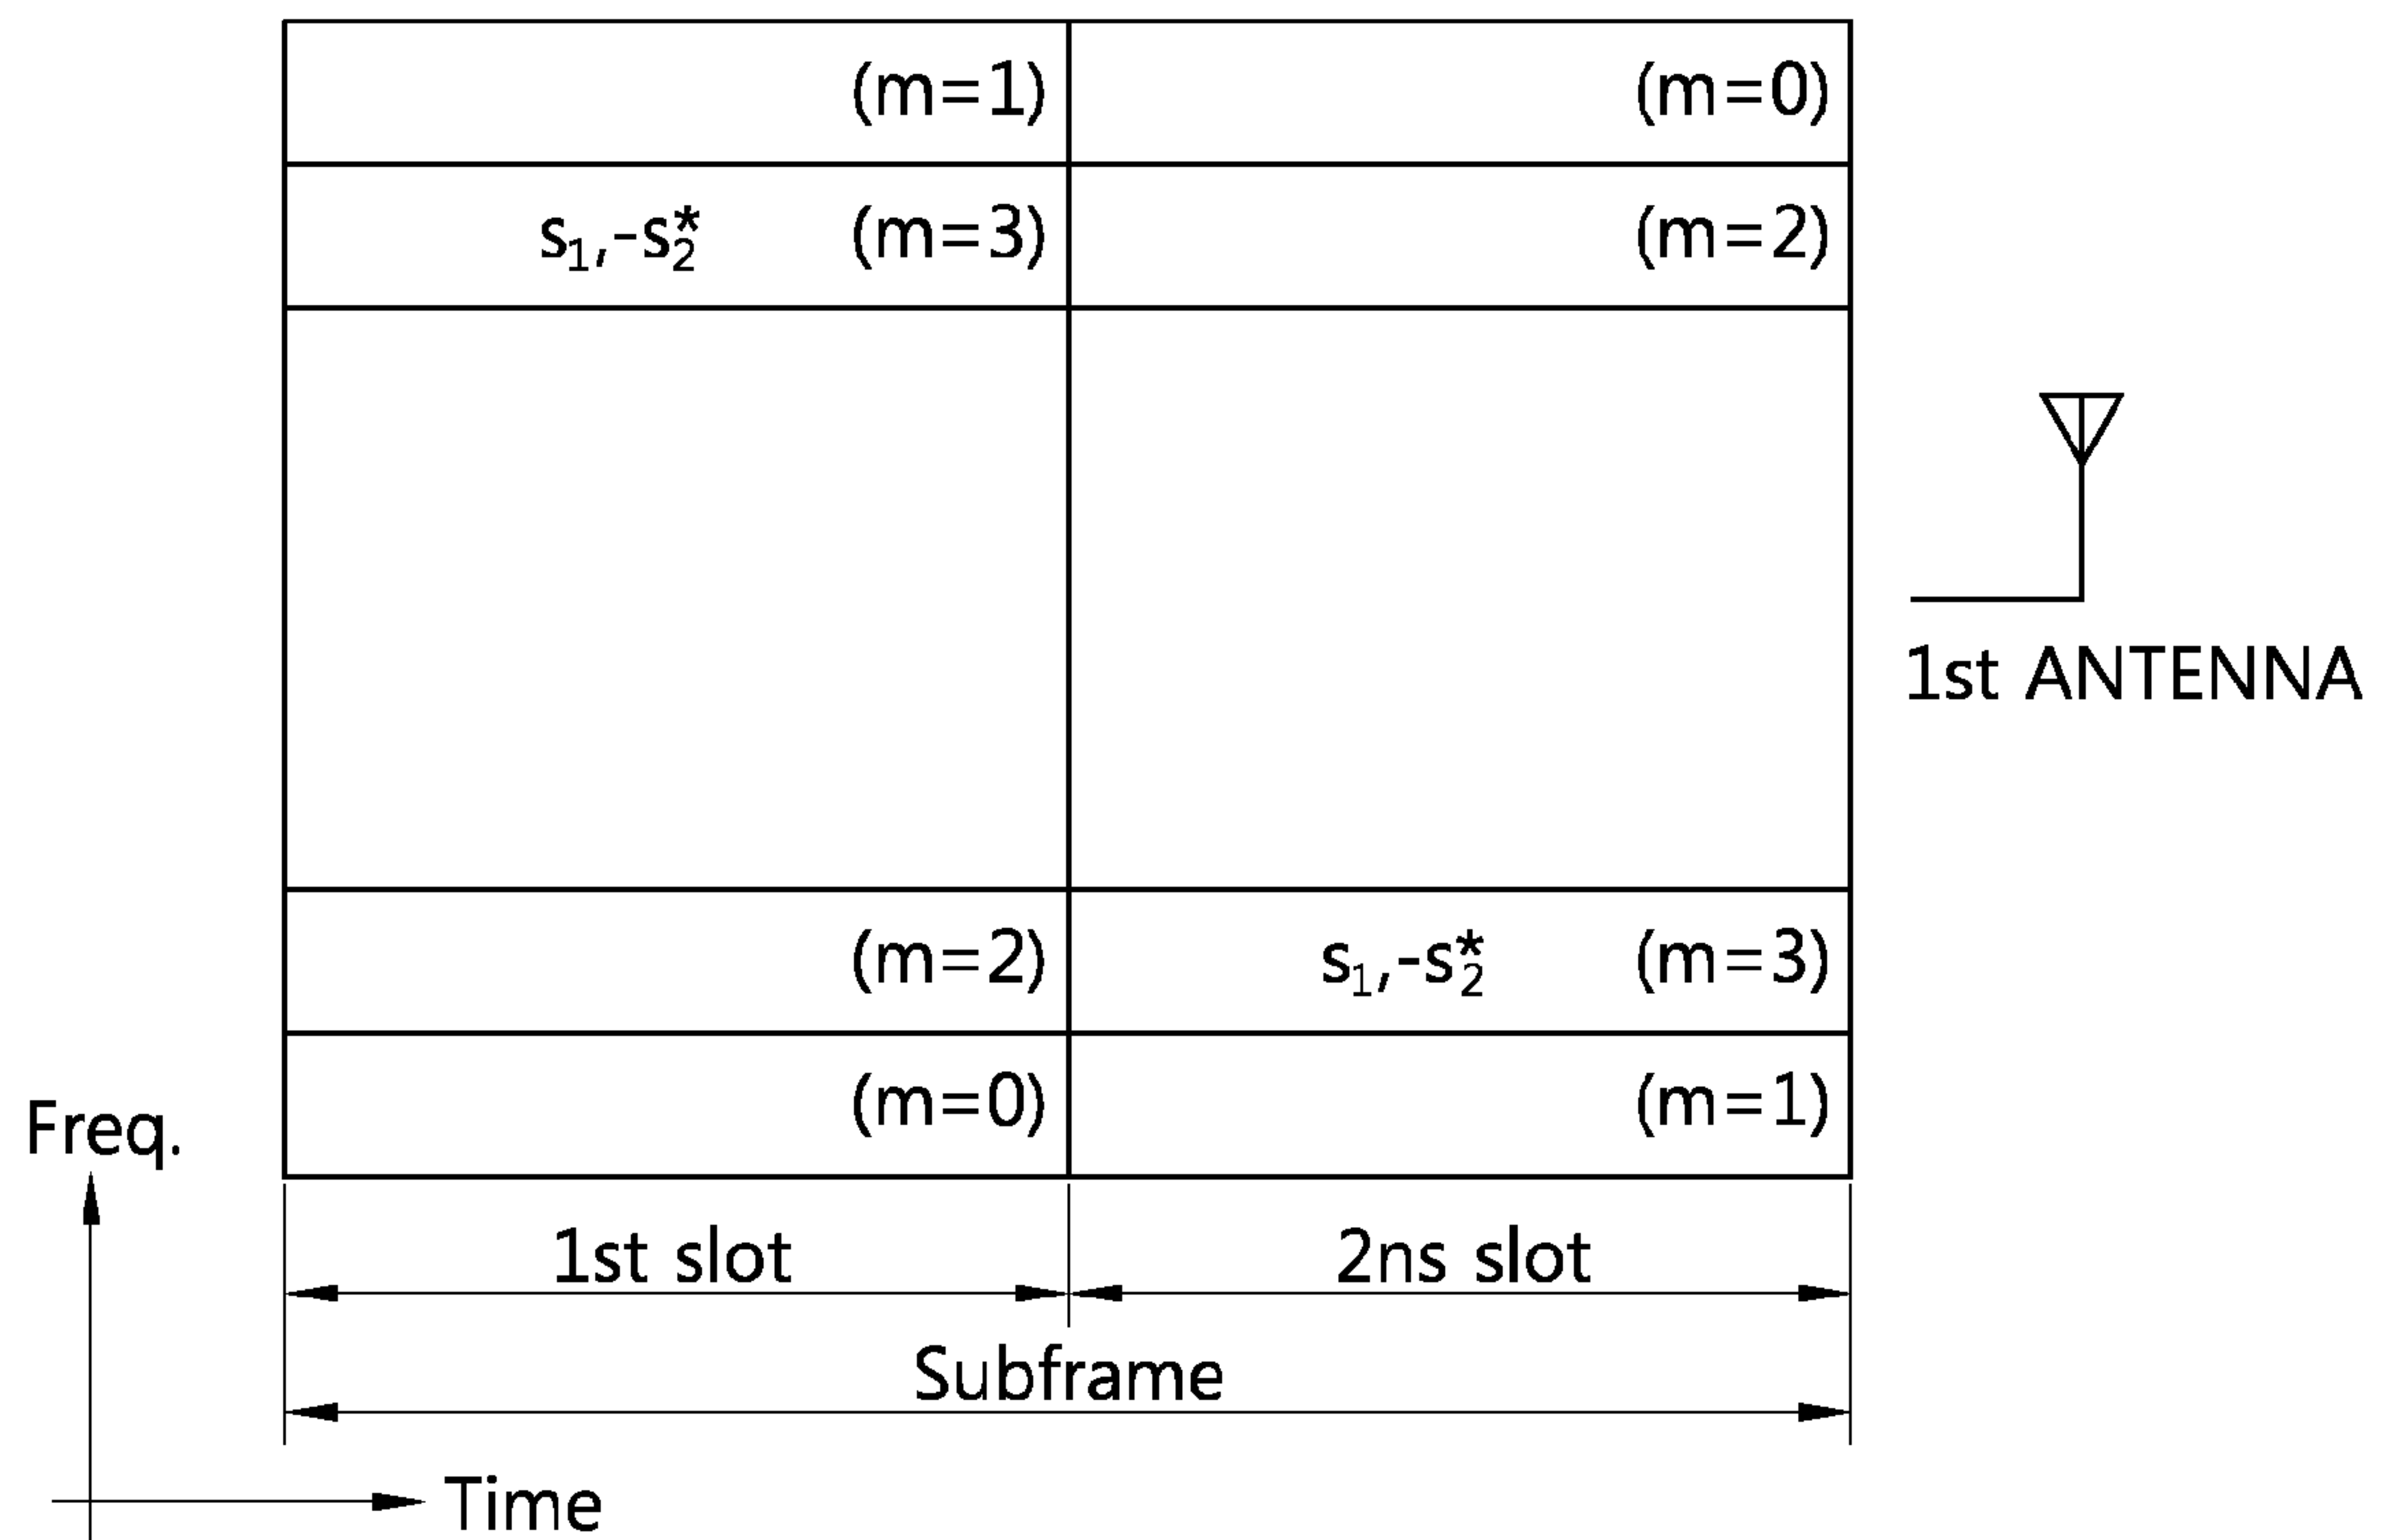 (m=1) (m=0)
s₁,-s₂* (m=3) (m=2)
1st ANTENNA
(m=2) s₁,-s₂* (m=3)
(m=0) (m=1)
Freq.
1st slot 2ns slot
Subframe
Time